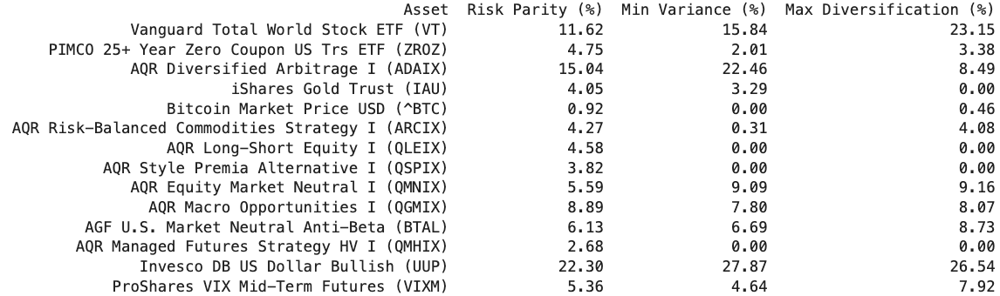 Asset Risk Parity (%) Min Variance (%) Max Diversification (%)
Vanguard Total World Stock ETF (VT) 11.62 15.84 23.15
PIMCO 25+ Year Zero Coupon US Trs ETF (ZROZ) 4.75 2.01 3.38
AQR Diversified Arbitrage I (ADAIX) 15.04 22.46 8.49
iShares Gold Trust (IAU) 4.05 3.29 0.00
Bitcoin Market Price USD (^BTC) 0.92 0.00 0.46
AQR Risk-Balanced Commodities Strategy I (ARCIX) 4.27 0.31 4.08
AQR Long-Short Equity I (QLEIX) 4.58 0.00 0.00
AQR Style Premia Alternative I (QSPIX) 3.82 0.00 0.00
AQR Equity Market Neutral I (QMNIX) 5.59 9.09 9.16
AQR Macro Opportunities I (QGMIX) 8.89 7.80 8.07
AGF U.S. Market Neutral Anti-Beta (BTAL) 6.13 6.69 8.73
AQR Managed Futures Strategy HV I (QMHIX) 2.68 0.00 0.00
Invesco DB US Dollar Bullish (UUP) 22.30 27.87 26.54
ProShares VIX Mid-Term Futures (VIXM) 5.36 4.64 7.92